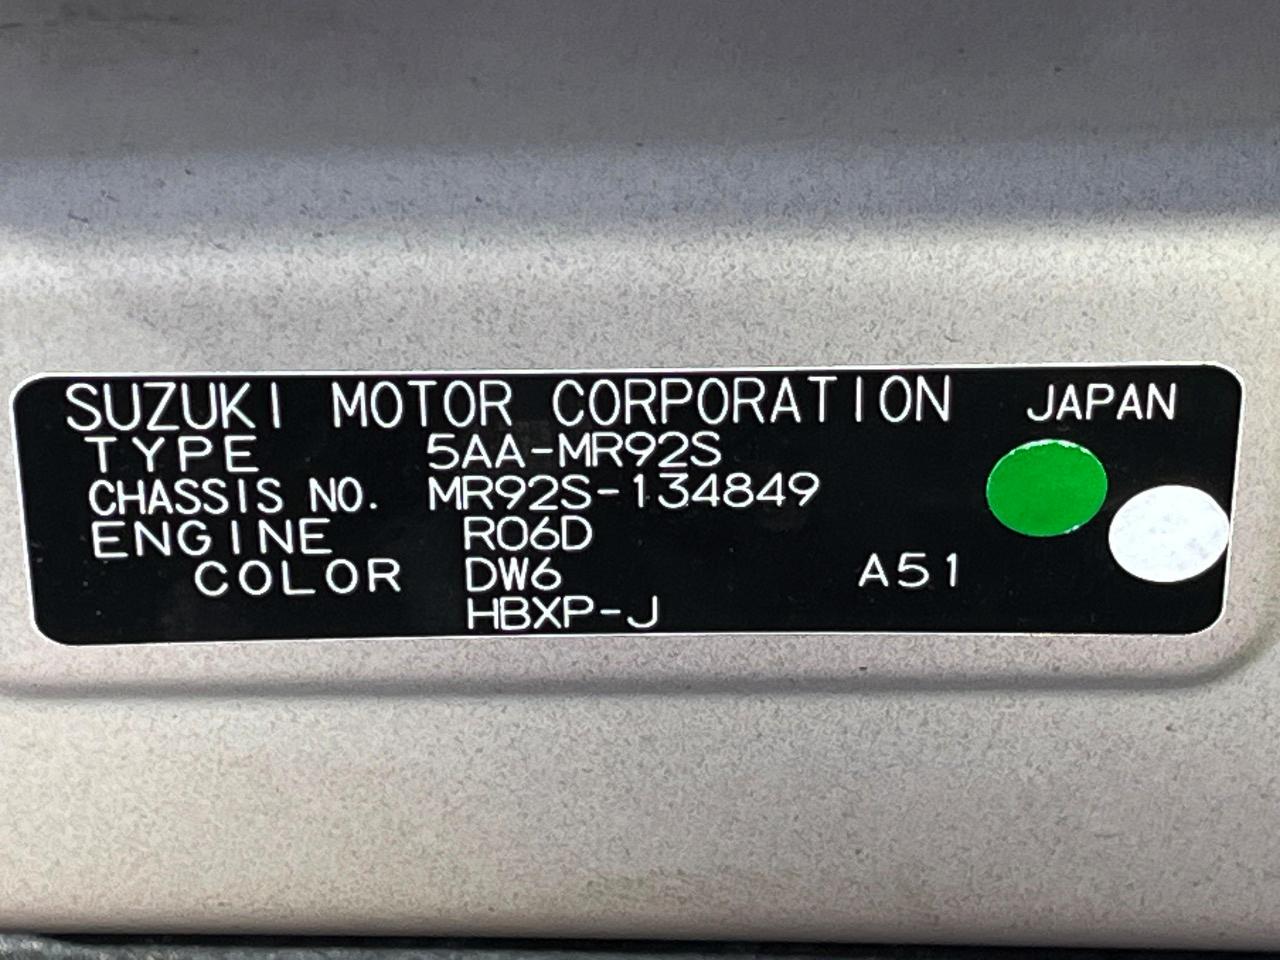 SUZUKI MOTOR CORPORATION JAPAN
TYPE 5AA-MR92S
CHASSIS NO. MR92S-134849
ENGINE R06D
COLOR DW6 A51
HBXP-J